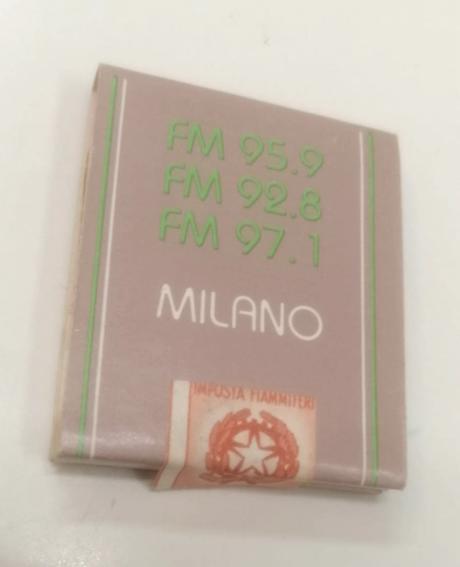 FM 95.9
FM 92.8
FM 97.1
MILANO
IMPOSTA FIAMMIFERI